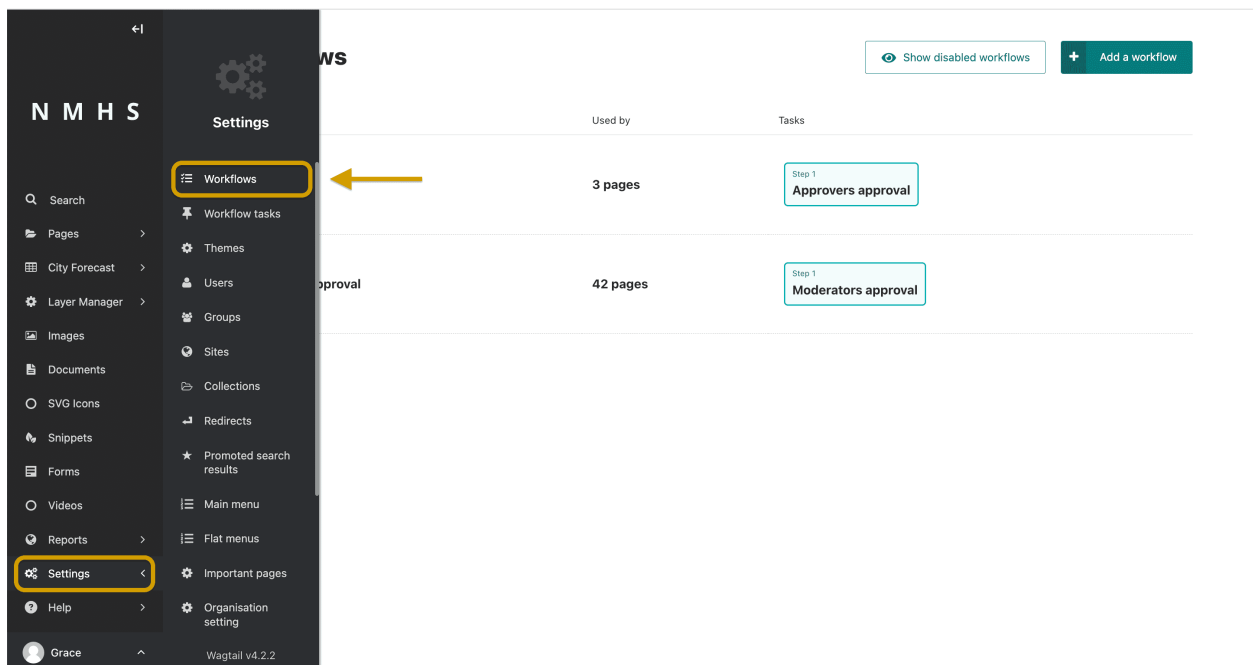 N M H S
Search
Pages
City Forecast
Layer Manager
Images
Documents
SVG Icons
Snippets
Forms
Videos
Reports
Settings
Help
Grace
Settings
Workflows
Workflow tasks
Themes
Users
Groups
Sites
Collections
Redirects
Promoted search
results
Main menu
Flat menus
Important pages
Organisation
setting
Wagtail v4.2.2
ws
Show disabled workflows
Add a workflow
Used by
Tasks
3 pages
Step 1
Approvers approval
pproval
42 pages
Step 1
Moderators approval